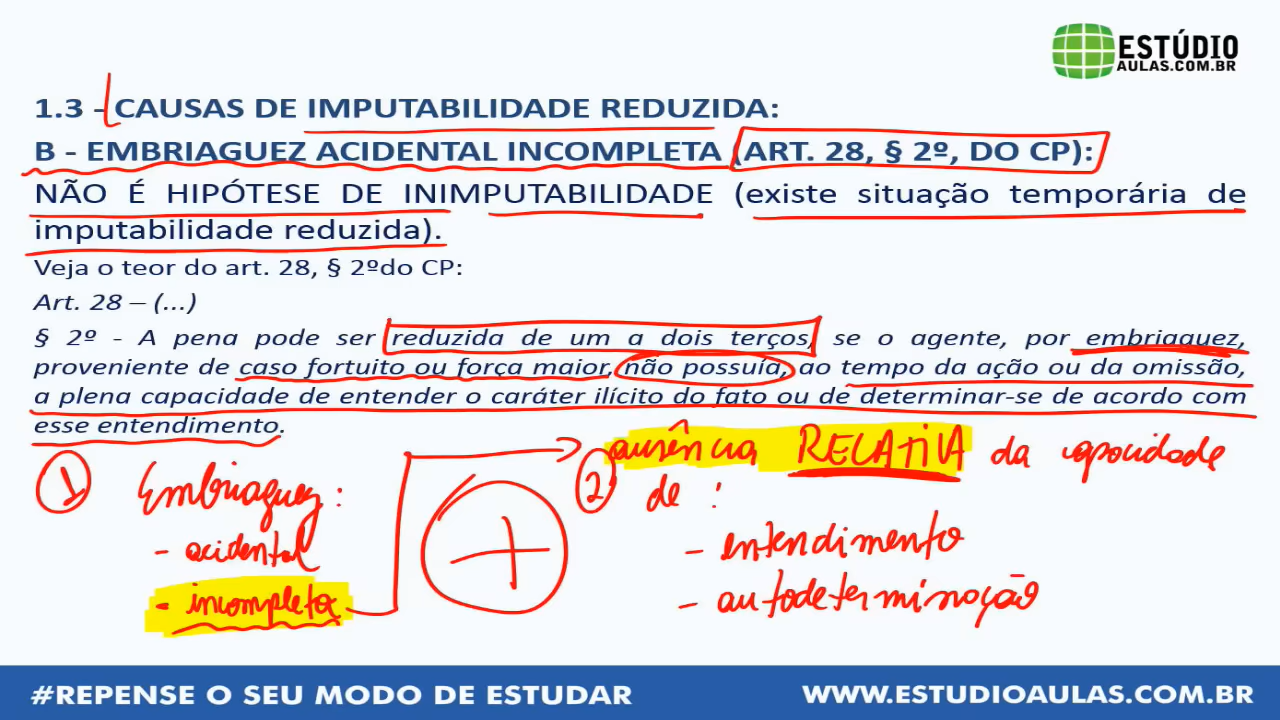 ESTÚDIO
AULAS.COM.BR
1.3 - CAUSAS DE IMPUTABILIDADE REDUZIDA:
B - EMBRIAGUEZ ACIDENTAL INCOMPLETA (ART. 28, § 2º, DO CP):
NÃO É HIPÓTESE DE INIMPUTABILIDADE (existe situação temporária de
imputabilidade reduzida).
Veja o teor do art. 28, § 2ºdo CP:
Art. 28 – (...)
§ 2º - A pena pode ser reduzida de um a dois terços, se o agente, por embriaguez,
proveniente de caso fortuito ou força maior, não possuía, ao tempo da ação ou da omissão,
a plena capacidade de entender o caráter ilícito do fato ou de determinar-se de acordo com
esse entendimento.
1 Embriaguez:
- acidental
- incompleta
+
2 ausência RELATIVA da capacidade
de :
- entendimento
- autodeterminação
#REPENSE O SEU MODO DE ESTUDAR
WWW.ESTUDIOAULAS.COM.BR